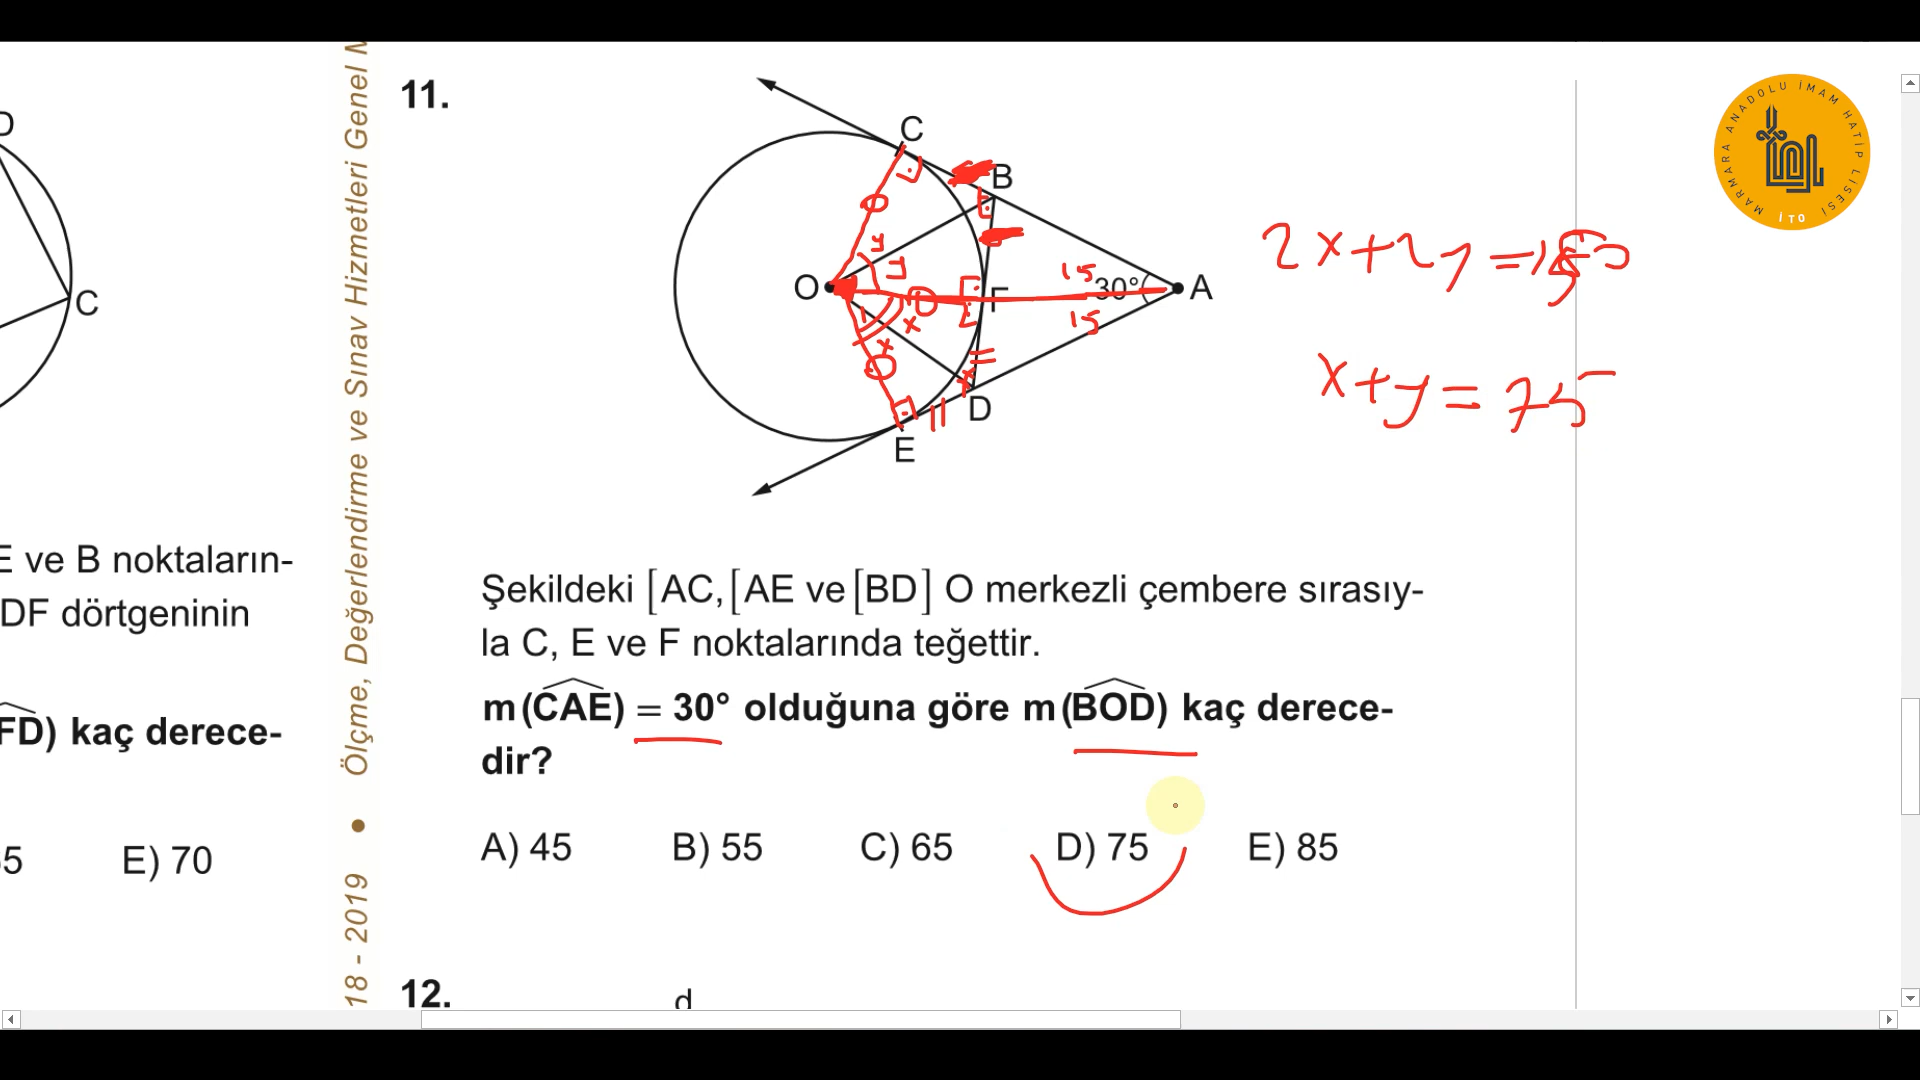 11.
D
C
C
B
O
F
30°
A
D
E
15
15
y
y
x
x
2x+2y=150
x+y=75
MARMARA ANADOLU İMAM HATİP LİSESİ
İTO
Ölçme, Değerlendirme ve Sınav Hizmetleri Genel M
18 - 2019
E ve B noktaların-
DF dörtgeninin
FD) kaç derece-
E) 70
Şekildeki [AC, [AE ve [BD] O merkezli çembere sırasıy-
la C, E ve F noktalarında teğettir.
m(CAE) = 30° olduğuna göre m(BOD) kaç derece-
dir?
A) 45 B) 55 C) 65 D) 75 E) 85
12.
d